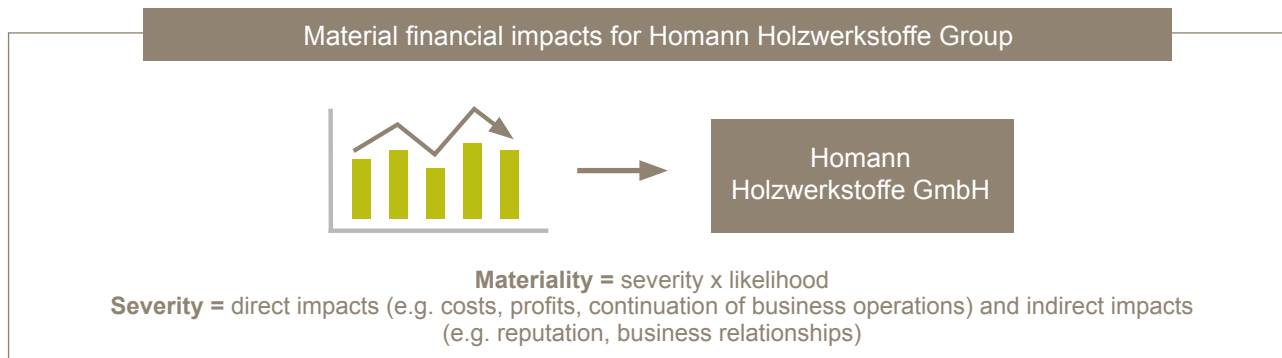 Material financial impacts for Homann Holzwerkstoffe Group
Homann
Holzwerkstoffe GmbH
Materiality = severity x likelihood
Severity = direct impacts (e.g. costs, profits, continuation of business operations) and indirect impacts
(e.g. reputation, business relationships)